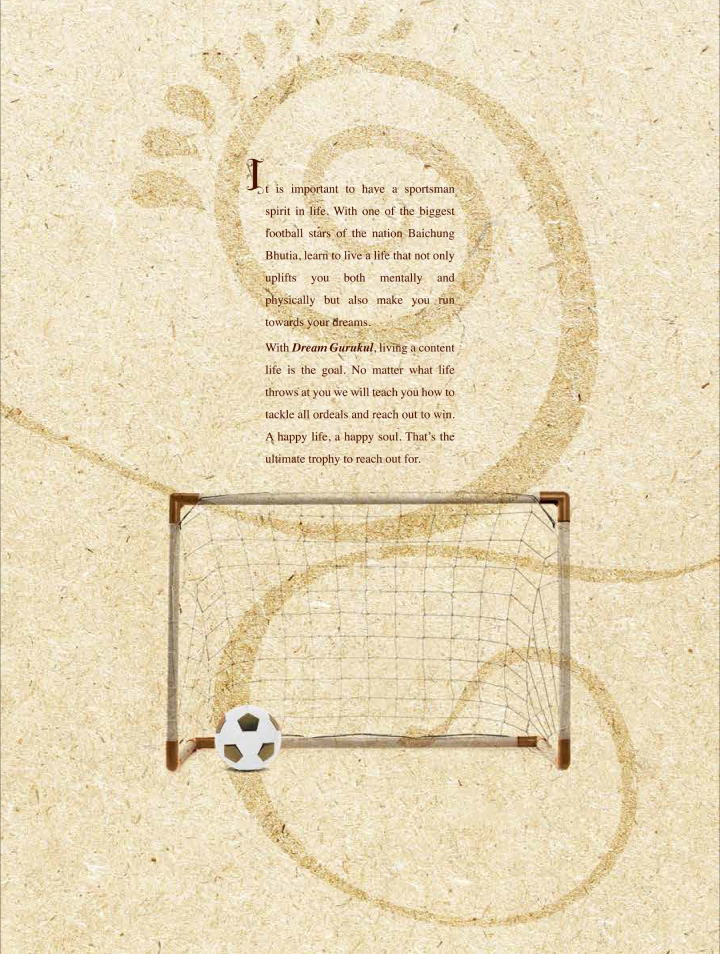 It is important to have a sportsman
spirit in life. With one of the biggest
football stars of the nation Baichung
Bhutia, learn to live a life that not only
uplifts you both mentally and
physically but also make you run
towards your dreams.
With Dream Gurukul, living a content
life is the goal. No matter what life
throws at you we will teach you how to
tackle all ordeals and reach out to win.
A happy life, a happy soul. That's the
ultimate trophy to reach out for.